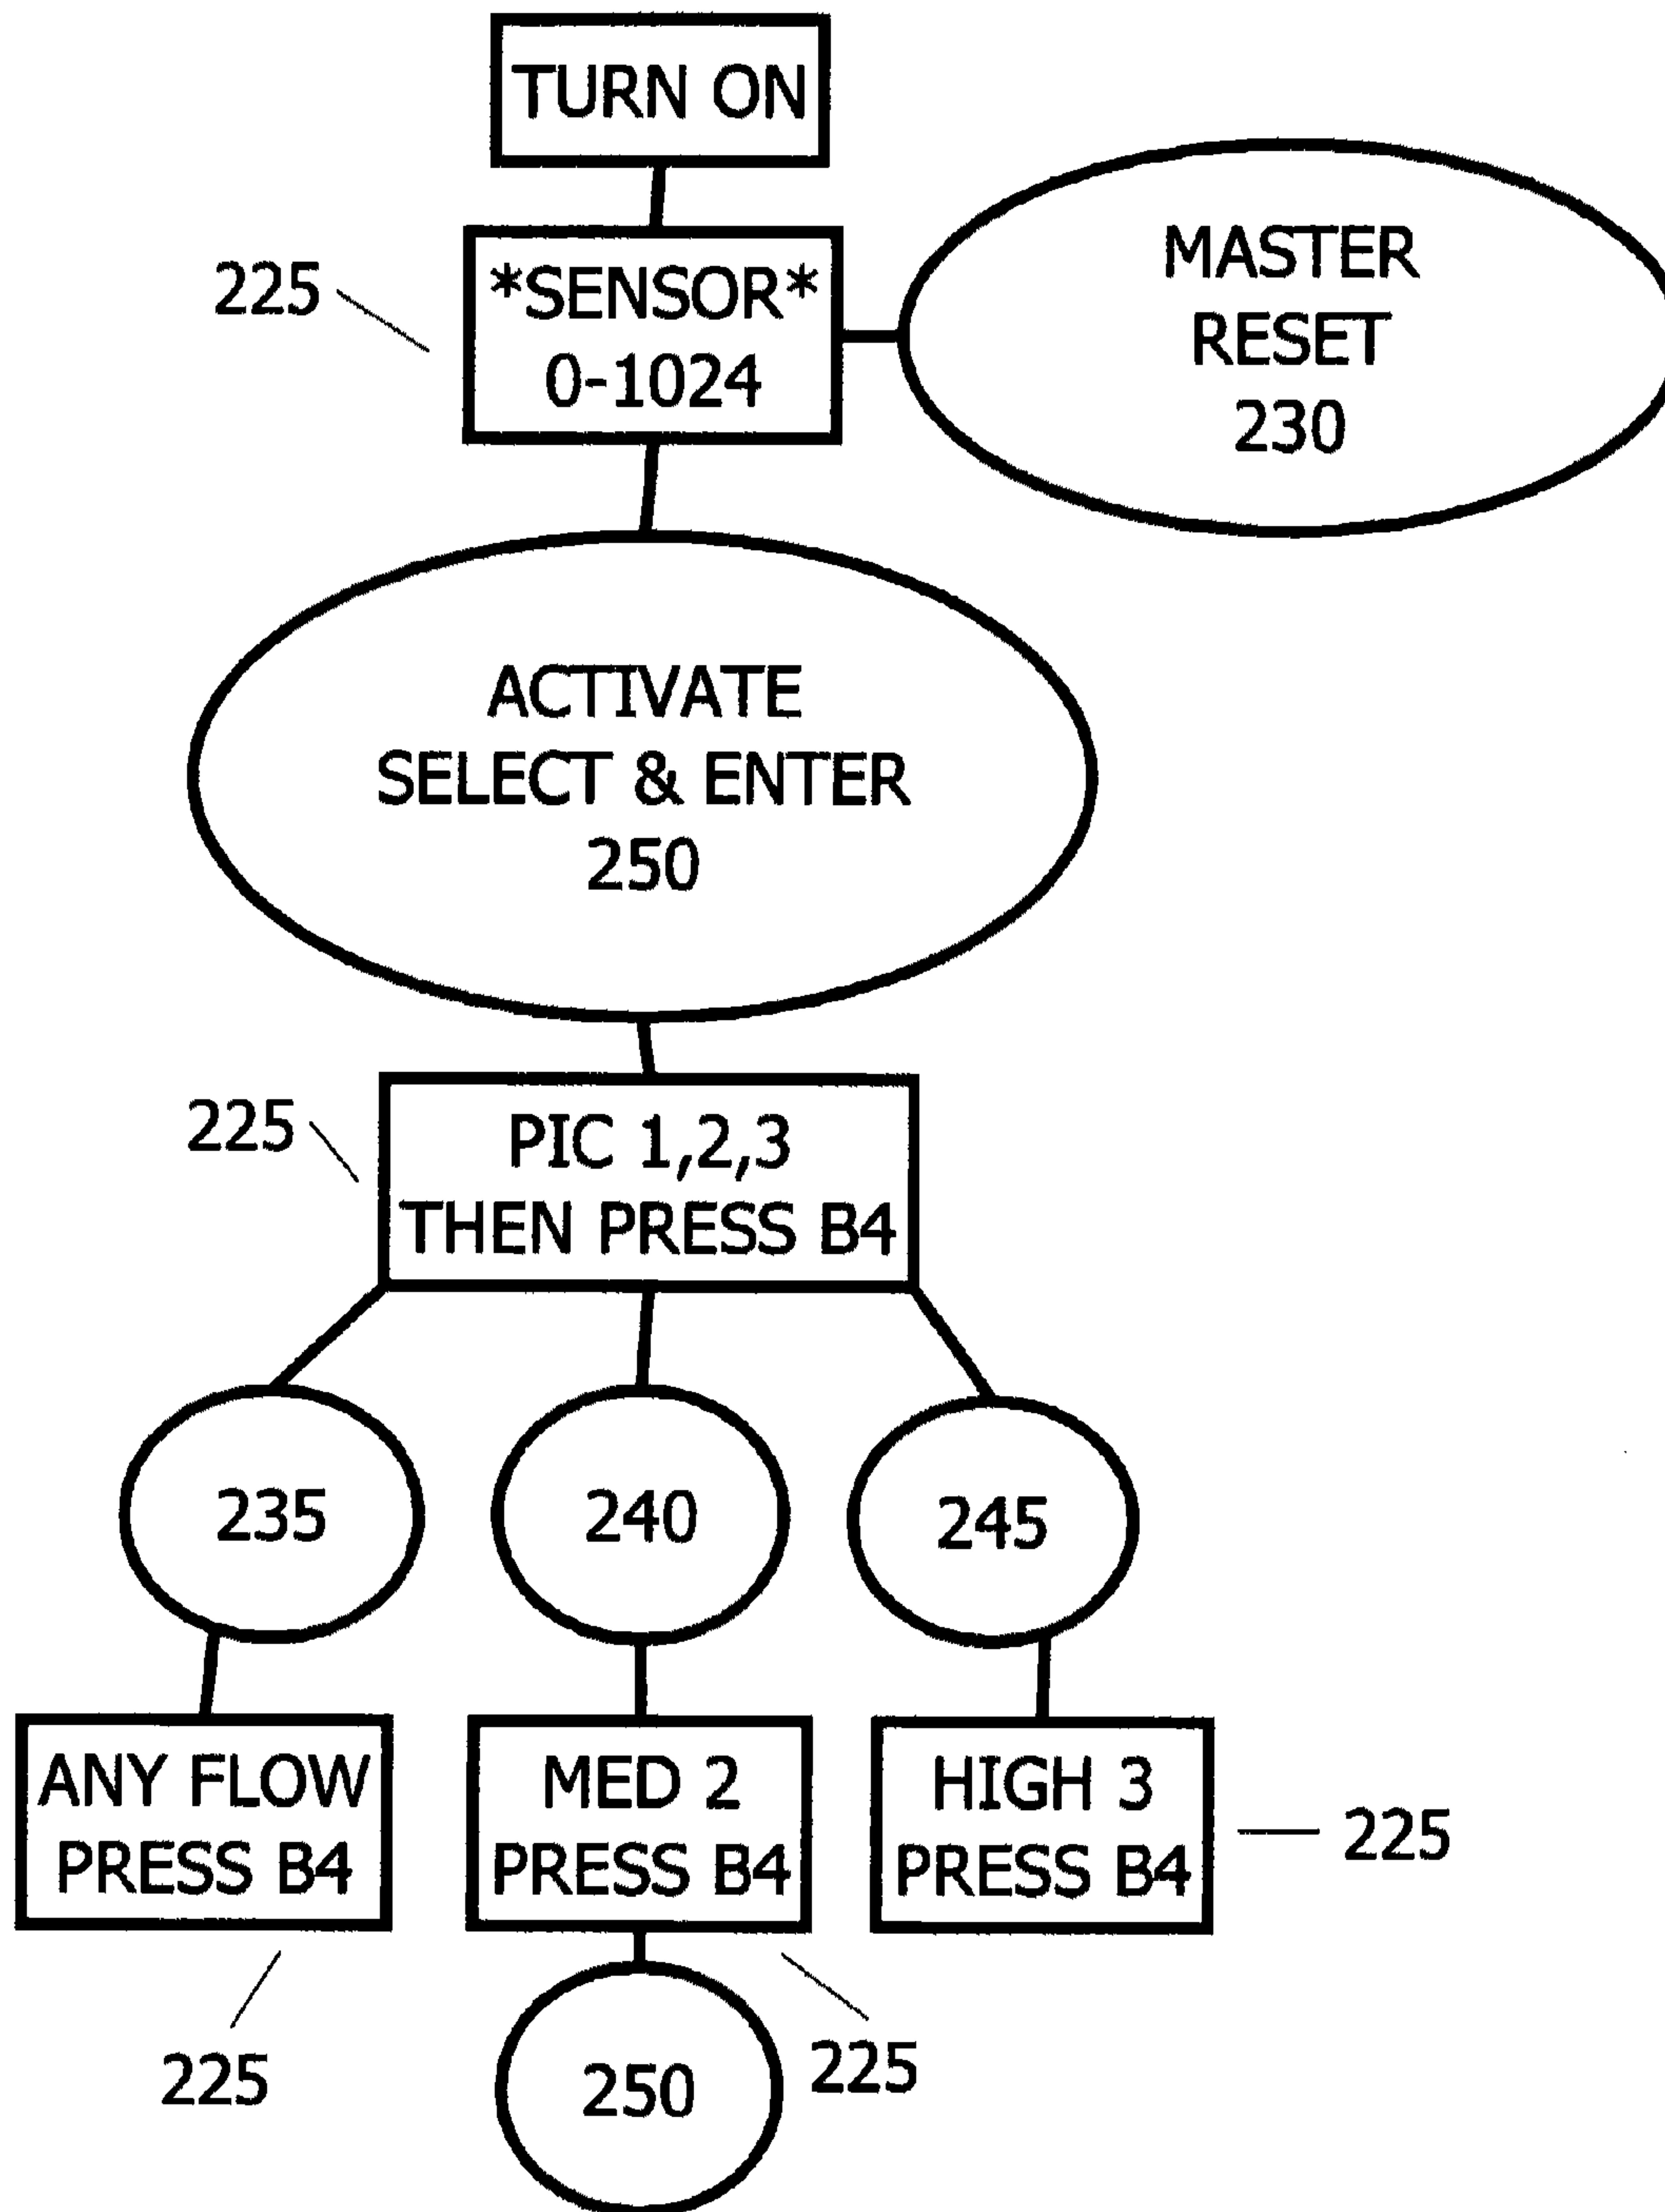 TURN ON
225
*SENSOR*
0-1024
MASTER
RESET
230
ACTIVATE
SELECT & ENTER
250
225
PIC 1,2,3
THEN PRESS B4
235
240
245
ANY FLOW
PRESS B4
MED 2
PRESS B4
HIGH 3
PRESS B4
225
225
250
225